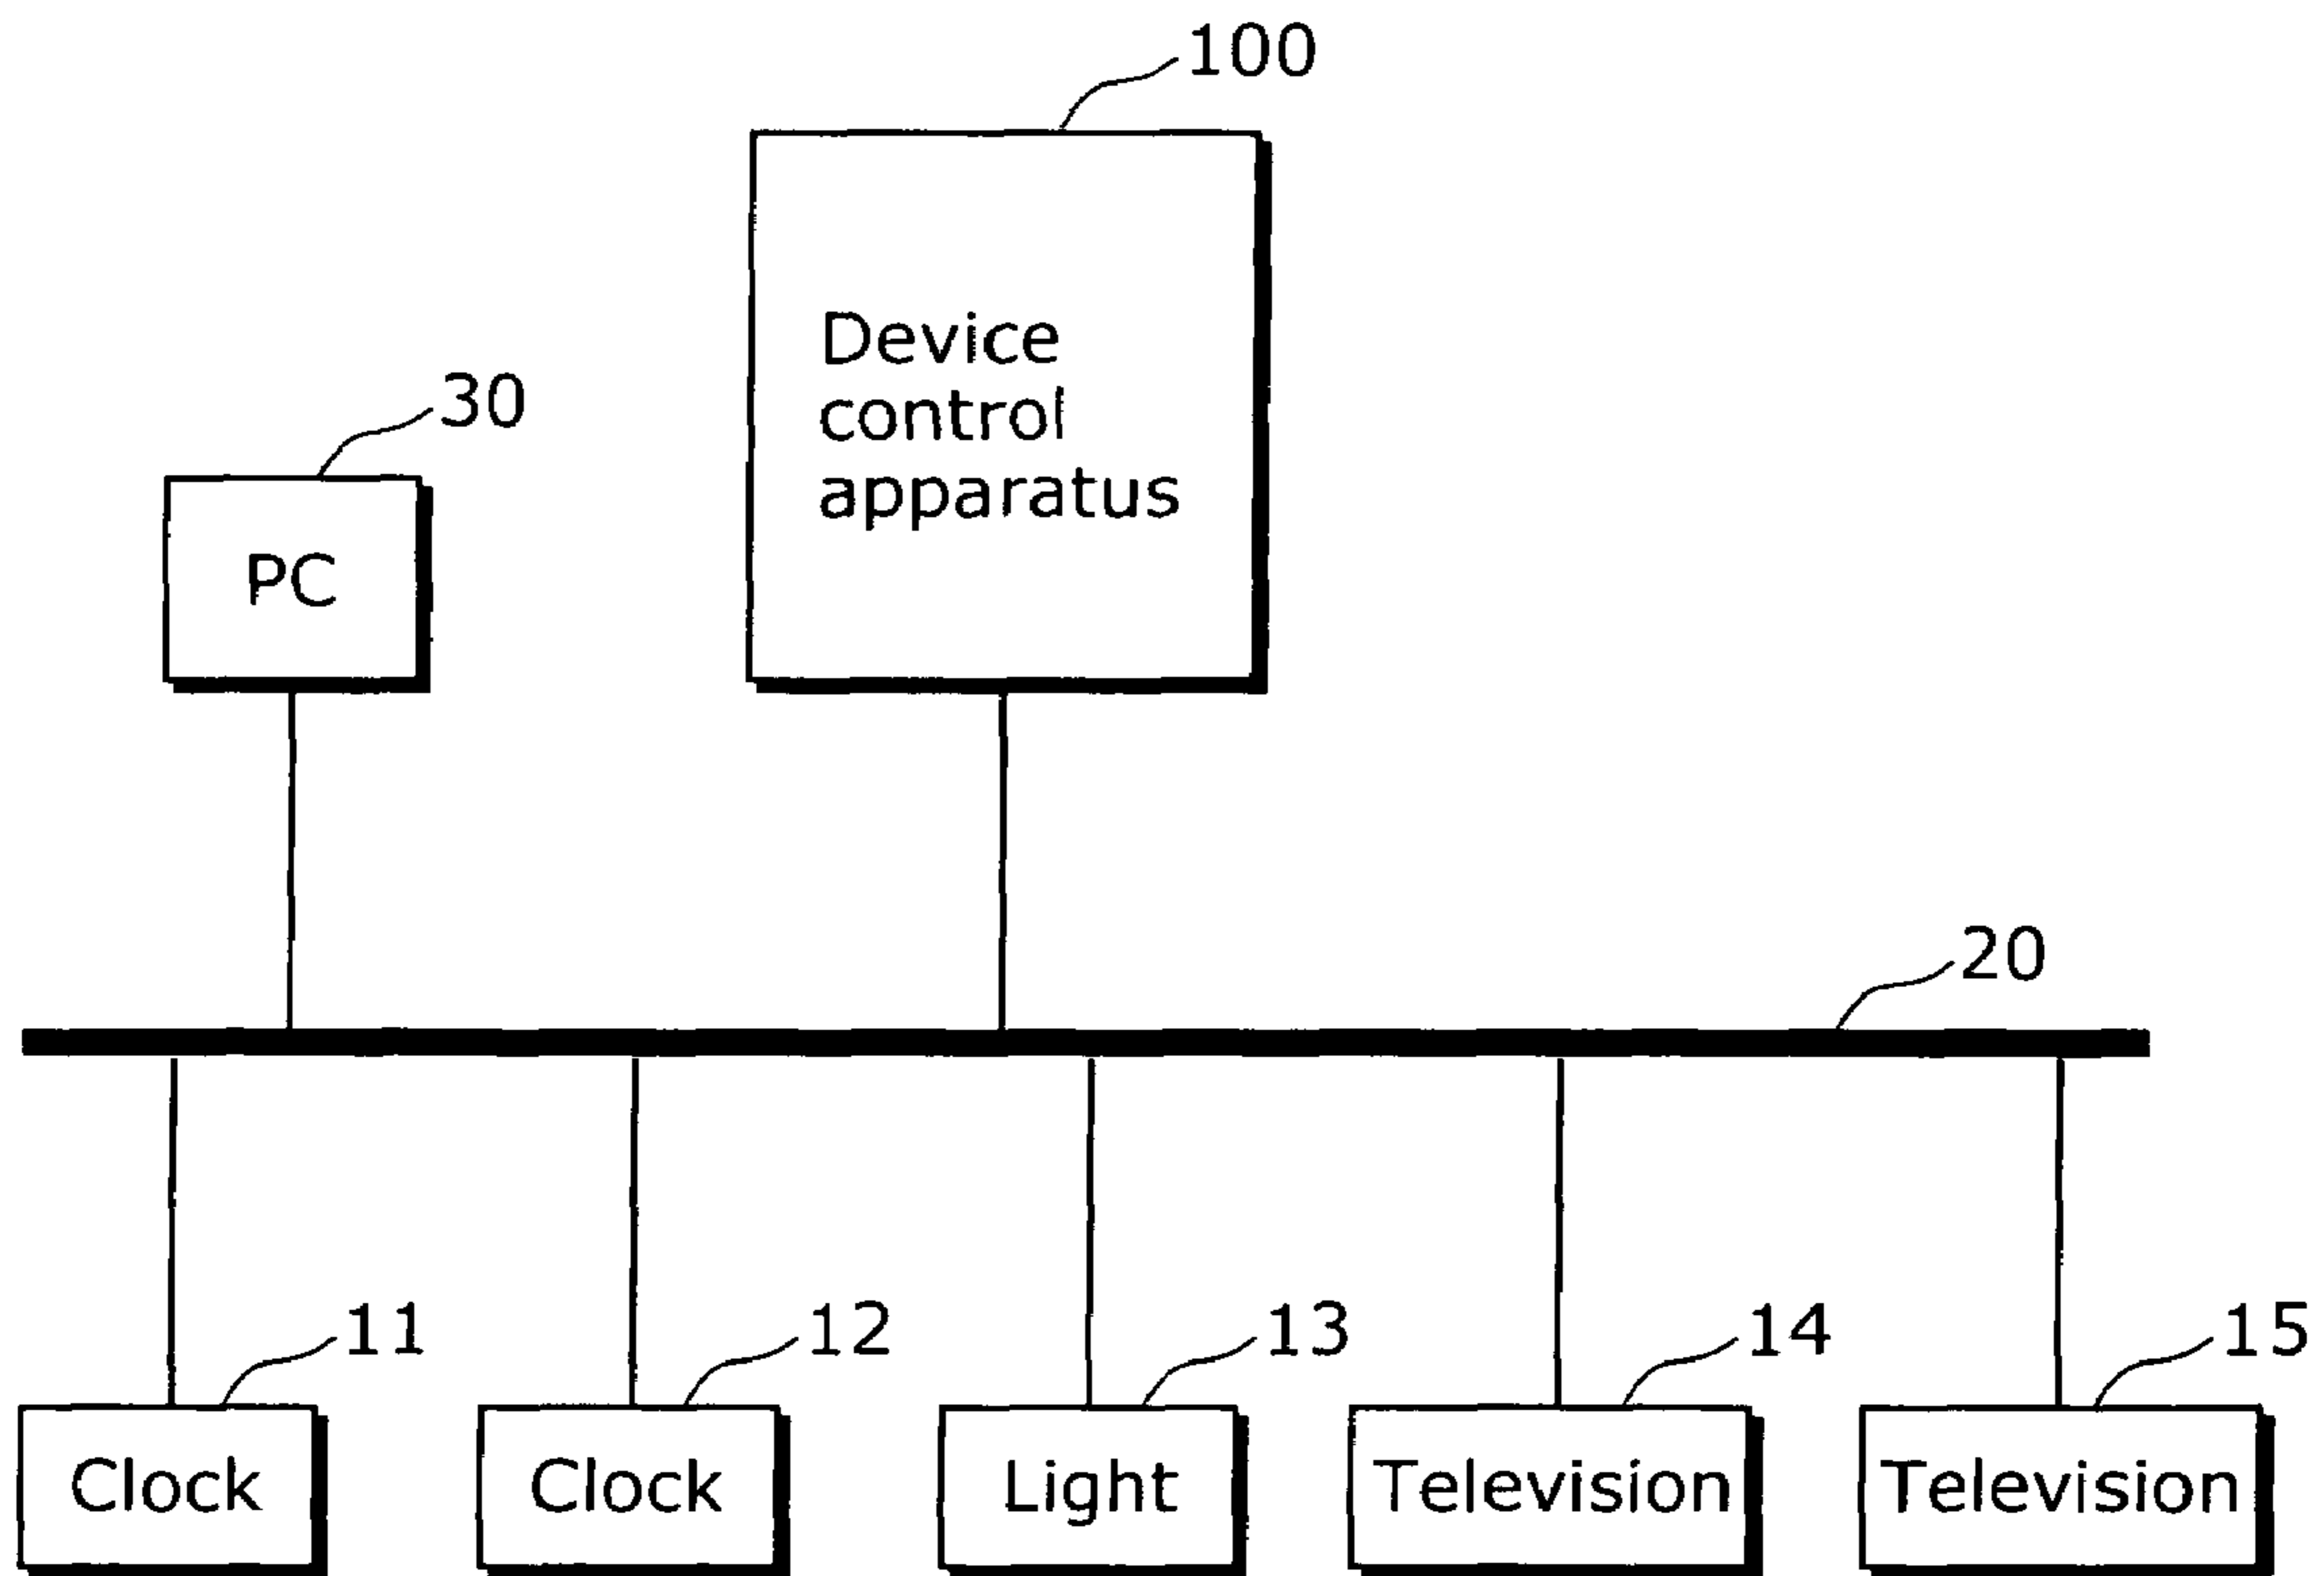 100
Device
control
apparatus
30
PC
20
11
12
13
14
15
Clock
Clock
Light
Television
Television